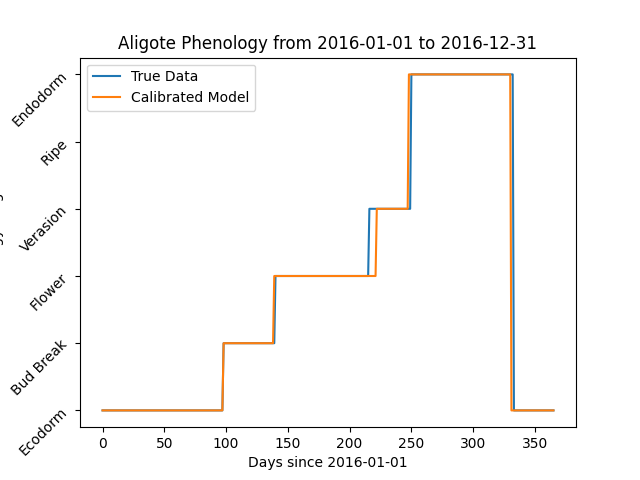 Aligote Phenology from 2016-01-01 to 2016-12-31
True Data
Calibrated Model
Endodorm
Ripe
Verasion
Flower
Bud Break
Ecodorm
0 50 100 150 200 250 300 350
Days since 2016-01-01